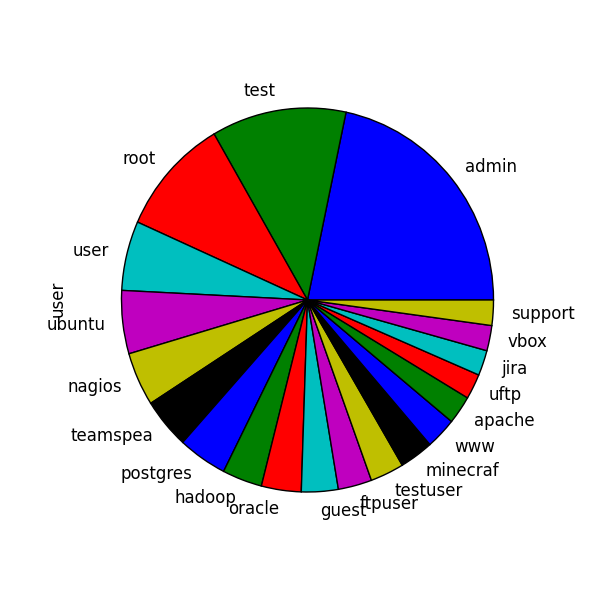 test
admin
root
user
user
ubuntu
nagios
teamspea
postgres
hadoop
oracle
guest
ftpuser
testuser
minecraf
www
apache
uftp
jira
vbox
support